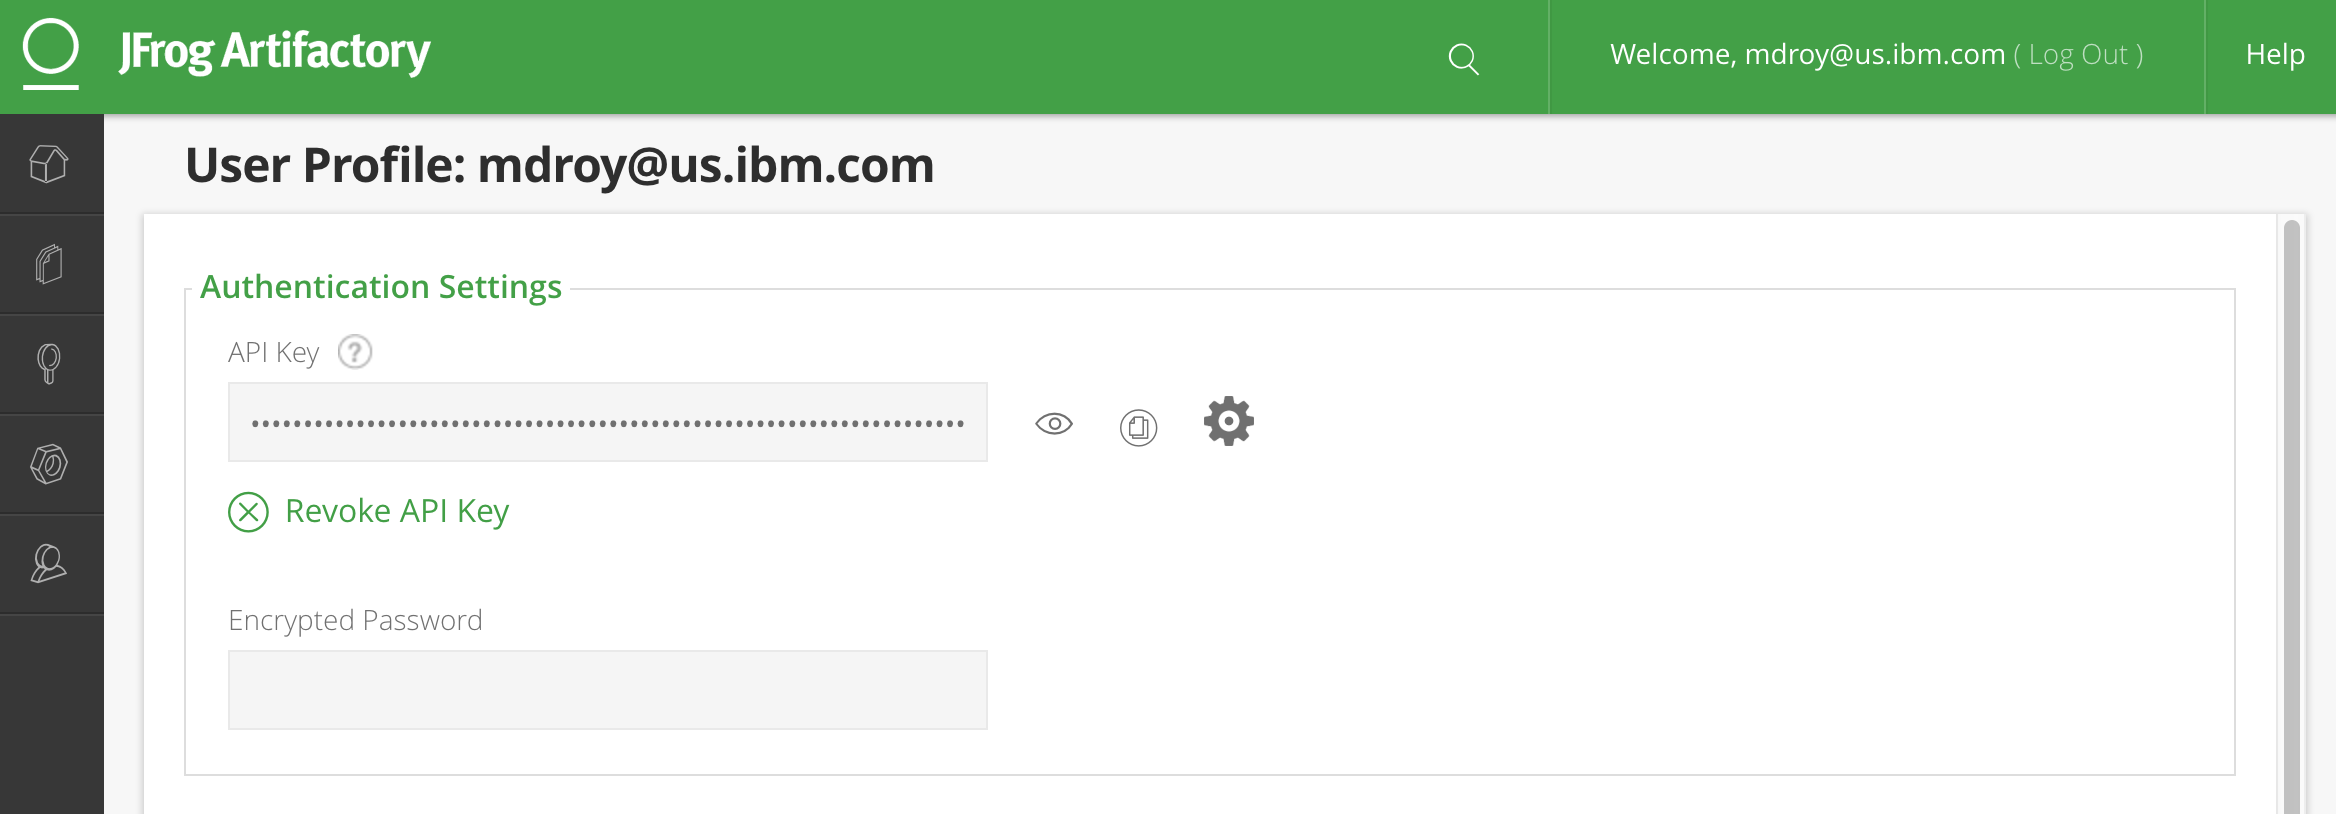 JFrog Artifactory
Welcome, mdroy@us.ibm.com ( Log Out )
Help
User Profile: mdroy@us.ibm.com
Authentication Settings
API Key ?
Revoke API Key
Encrypted Password